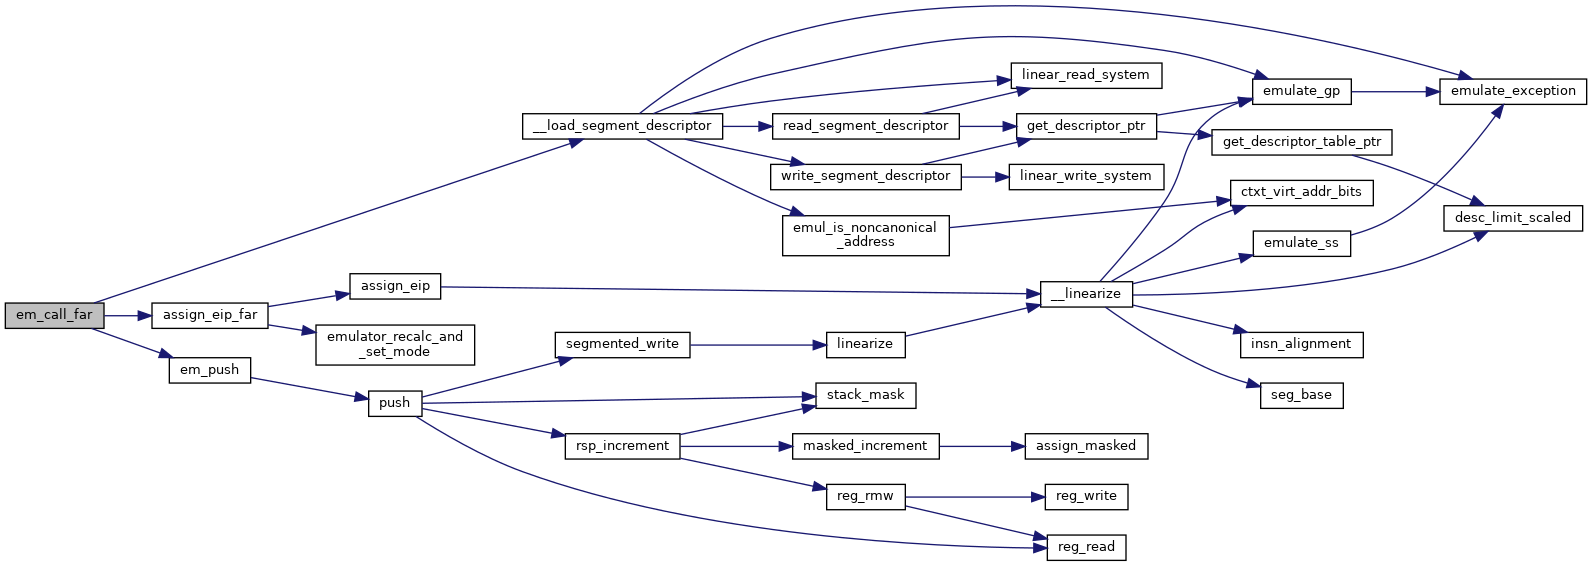 linear_read_system
emulate_gp
emulate_exception
__load_segment_descriptor
read_segment_descriptor
get_descriptor_ptr
get_descriptor_table_ptr
write_segment_descriptor
linear_write_system
ctxt_virt_addr_bits
desc_limit_scaled
emul_is_noncanonical
_address
emulate_ss
em_call_far
assign_eip_far
assign_eip
__linearize
emulator_recalc_and
_set_mode
segmented_write
linearize
insn_alignment
em_push
push
stack_mask
seg_base
rsp_increment
masked_increment
assign_masked
reg_rmw
reg_write
reg_read